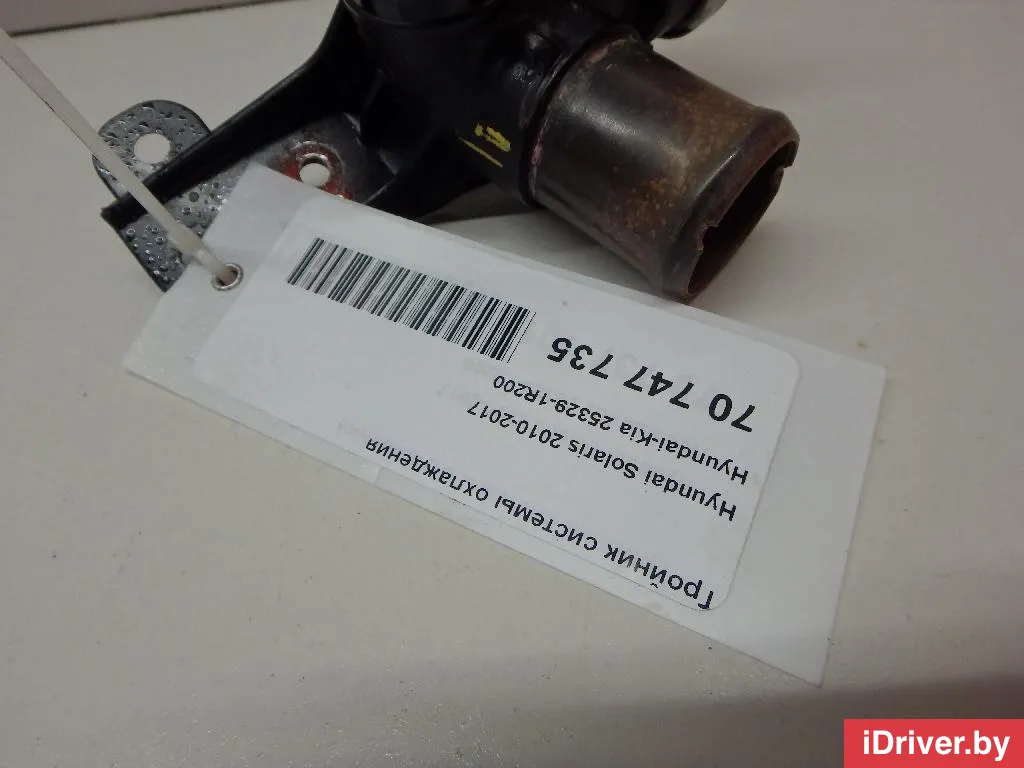 Тройник системы охлаждения
Hyundai Solaris 2010-2017
Hyundai-Kia 25329-1R200
70 747 735
iDriver.by